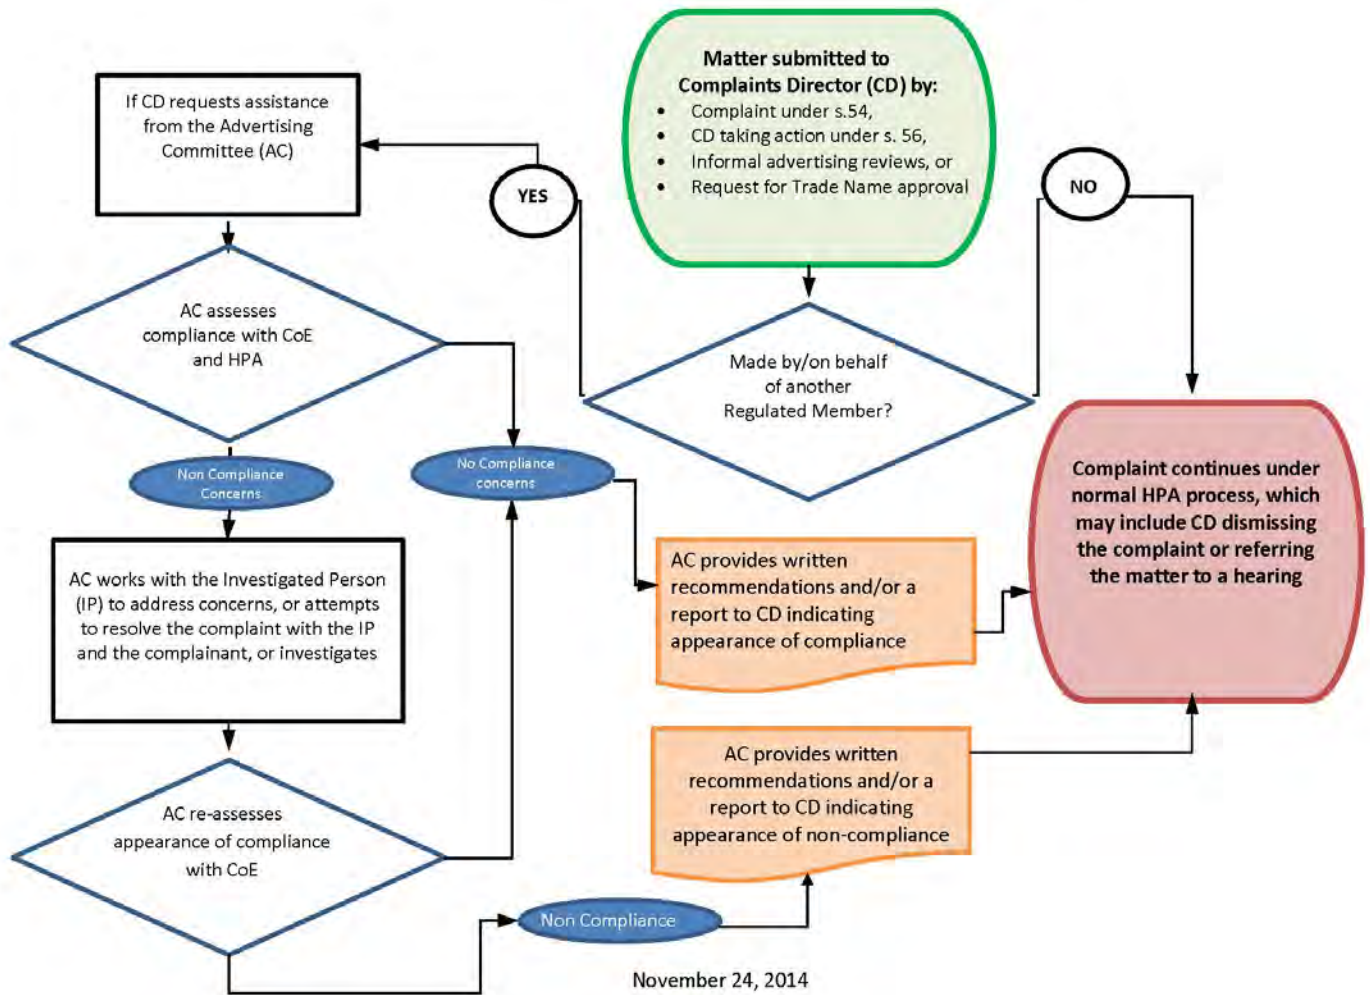 Matter submitted to
Complaints Director (CD) by:
• Complaint under s.54,
• CD taking action under s. 56,
• Informal advertising reviews, or
• Request for Trade Name approval
If CD requests assistance
from the Advertising
Committee (AC)
YES
NO
AC assesses
compliance with CoE
and HPA
Made by/on behalf
of another
Regulated Member?
Non Compliance
Concerns
No Compliance
concerns
Complaint continues under
normal HPA process, which
may include CD dismissing
the complaint or referring
the matter to a hearing
AC works with the Investigated Person
(IP) to address concerns, or attempts
to resolve the complaint with the IP
and the complainant, or investigates
AC provides written
recommendations and/or a
report to CD indicating
appearance of compliance
AC provides written
recommendations and/or a
report to CD indicating
appearance of non-compliance
AC re-assesses
appearance of compliance
with CoE
Non Compliance
November 24, 2014